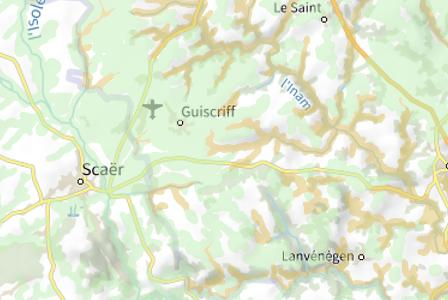 Le Saint
l'Isole
l'Inam
Guiscriff
Scaër
Lanvénégen